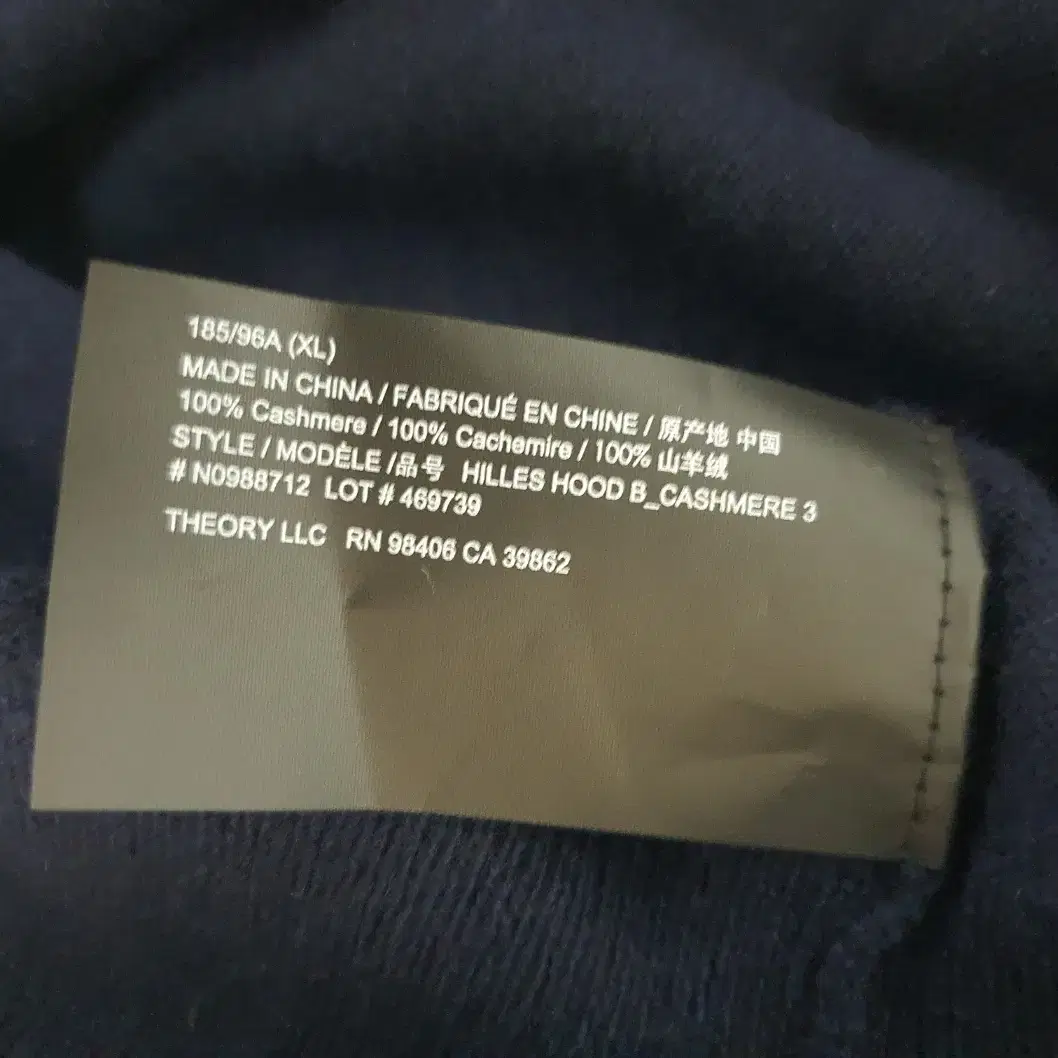 185/96A (XL)
MADE IN CHINA / FABRIQUÉ EN CHINE / 原产地 中国
100% Cashmere / 100% Cachemire / 100% 山羊绒
STYLE / MODÈLE /品号 HILLES HOOD B_CASHMERE 3
# N0988712 LOT # 469739
THEORY LLC RN 98406 CA 39862